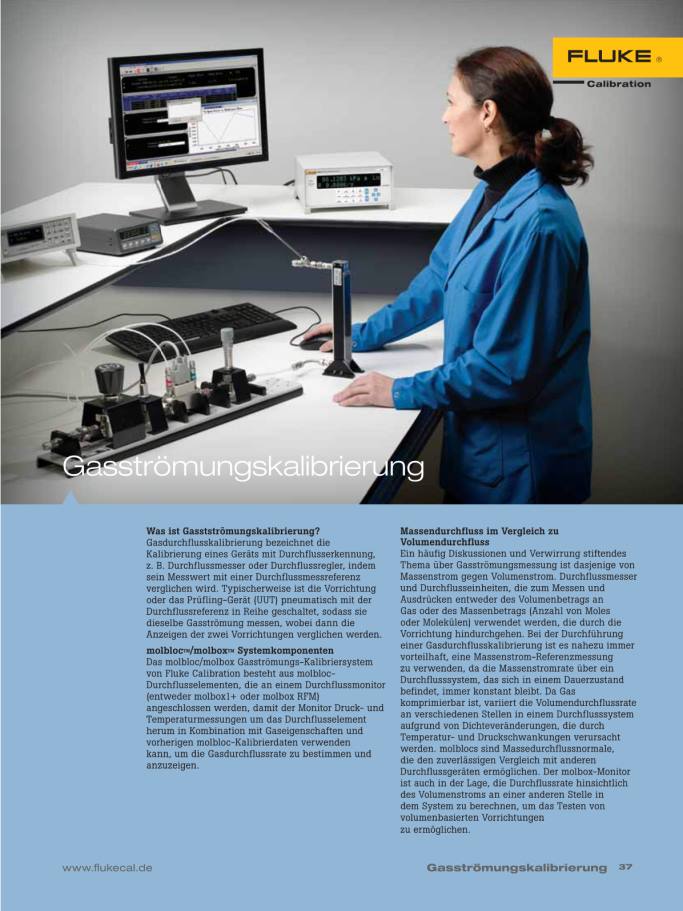 FLUKE ®
Calibration
Gasströmungskalibrierung
Was ist Gasstströmungskalibrierung?
Gasdurchflusskalibrierung bezeichnet die
Kalibrierung eines Geräts mit Durchflusserkennung,
z. B. Durchflussmesser oder Durchflussregler, indem
sein Messwert mit einer Durchflussmessreferenz
verglichen wird. Typischerweise ist die Vorrichtung
oder das Prüfling-Gerät (UUT) pneumatisch mit der
Durchflussreferenz in Reihe geschaltet, sodass sie
dieselbe Gasströmung messen, wobei dann die
Anzeigen der zwei Vorrichtungen verglichen werden.
molbloc™/molbox™ Systemkomponenten
Das molbloc/molbox Gasströmungs-Kalibriersystem
von Fluke Calibration besteht aus molbloc-
Durchflusselementen, die an einem Durchflussmonitor
(entweder molbox1+ oder molbox RFM)
angeschlossen werden, damit der Monitor Druck- und
Temperaturmessungen um das Durchflusselement
herum in Kombination mit Gaseigenschaften und
vorherigen molbloc-Kalibrierdaten verwenden
kann, um die Gasdurchflussrate zu bestimmen und
anzuzeigen.
Massendurchfluss im Vergleich zu
Volumendurchfluss
Ein häufig Diskussionen und Verwirrung stiftendes
Thema über Gasströmungsmessung ist dasjenige von
Massenstrom gegen Volumenstrom. Durchflussmesser
und Durchflusseinheiten, die zum Messen und
Ausdrücken entweder des Volumenbetrags an
Gas oder des Massenbetrags (Anzahl von Moles
oder Molekülen) verwendet werden, die durch die
Vorrichtung hindurchgehen. Bei der Durchführung
einer Gasdurchflusskalibrierung ist es nahezu immer
vorteilhaft, eine Massenstrom-Referenzmessung
zu verwenden, da die Massenstromrate über ein
Durchflusssystem, das sich in einem Dauerzustand
befindet, immer konstant bleibt. Da Gas
komprimierbar ist, variiert die Volumendurchflussrate
an verschiedenen Stellen in einem Durchflusssystem
aufgrund von Dichteveränderungen, die durch
Temperatur- und Druckschwankungen verursacht
werden. molblocs sind Massedurchflussnormale,
die den zuverlässigen Vergleich mit anderen
Durchflussgeräten ermöglichen. Der molbox-Monitor
ist auch in der Lage, die Durchflussrate hinsichtlich
des Volumenstroms an einer anderen Stelle in
dem System zu berechnen, um das Testen von
volumenbasierten Vorrichtungen
zu ermöglichen.
www.flukecal.de
Gasströmungskalibrierung 37